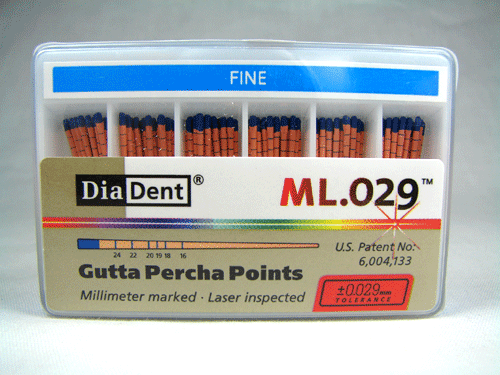 FINE
DiaDent®
ML.029™
24 22 20 19 18 16
U.S. Patent No:
6,004,133
Gutta Percha Points
Millimeter marked · Laser inspected
±0.029mm
TOLERANCE